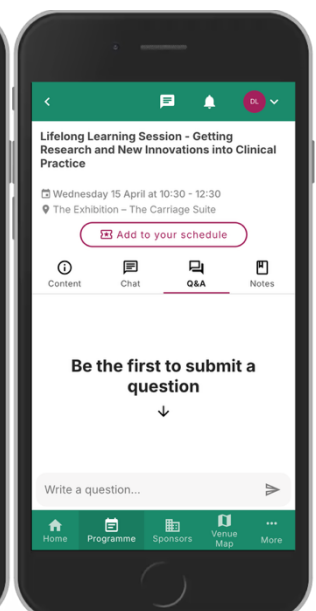 DL
Lifelong Learning Session - Getting
Research and New Innovations into Clinical
Practice
Wednesday 15 April at 10:30 - 12:30
The Exhibition – The Carriage Suite
Add to your schedule
Content Chat Q&A Notes
Be the first to submit a
question
Write a question...
Home Programme Sponsors Venue Map More